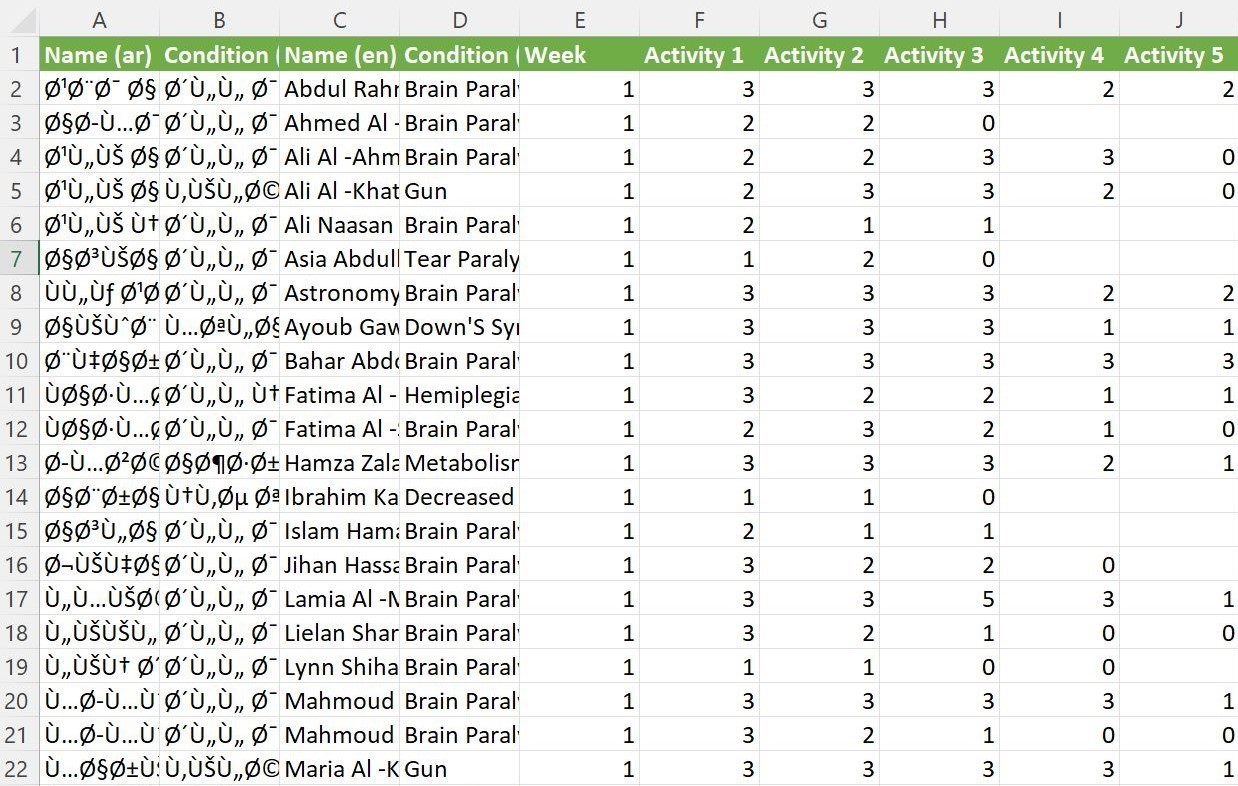 A B C D E F G H I J
1 Name (ar) Condition ( Name (en) Condition ( Week Activity 1 Activity 2 Activity 3 Activity 4 Activity 5
2 Ø¹Ø¨Ø¯ Ø§ Ø´Ù„Ù„ Ø¯ Abdul Rahr Brain Paraly 1 3 3 3 2 2
3 Ø§Ø-Ù…Ø¯ Ø´Ù„Ù„ Ø¯ Ahmed Al - Brain Paraly 1 2 2 0
4 Ø¹Ù„ÙŠ Ø§ Ø´Ù„Ù„ Ø¯ Ali Al -Ahm Brain Paraly 1 2 2 3 3 0
5 Ø¹Ù„ÙŠ Ø§ Ù‚ÙŠÙ„Ø© Ali Al -Khat Gun 1 2 3 3 2 0
6 Ø¹Ù„ÙŠ Ù† Ø´Ù„Ù„ Ø¯ Ali Naasan Brain Paraly 1 2 1 1
7 Ø§Ø³ÙŠØ§ Ø´Ù„Ù„ Ø¯ Asia Abdull Tear Paraly 1 1 2 0
8 ÙÙ„Ùƒ Ø¹Ø Ø´Ù„Ù„ Ø¯ Astronomy Brain Paraly 1 3 3 3 2 2
9 Ø§ÙŠÙˆØ¨ Ù…ØªÙ„Ø§ Ayoub Gaw Down'S Syn 1 3 3 3 1 1
10 Ø¨Ù‡Ø§Ø± Ø´Ù„Ù„ Ø¯ Bahar Abdo Brain Paraly 1 3 3 3 3 3
11 ÙØ§Ø·Ù…Ø Ø´Ù„Ù„ Ù† Fatima Al - Hemiplegia 1 3 2 2 1 1
12 ÙØ§Ø·Ù…Ø Ø´Ù„Ù„ Ø¯ Fatima Al -S Brain Paraly 1 2 3 2 1 0
13 Ø-Ù…Ø²Ø© Ø§Ø¶Ø·Ø± Hamza Zala Metabolism 1 3 3 3 2 1
14 Ø§Ø¨Ø±Ø§ Ù†Ù‚Øµ Øª Ibrahim Ka Decreased 1 1 1 0
15 Ø§Ø³Ù„Ø§ Ø´Ù„Ù„ Ø¯ Islam Hama Brain Paraly 1 2 1 1
16 Ø¬ÙŠÙ‡Ø§ Ø´Ù„Ù„ Ø¯ Jihan Hassa Brain Paraly 1 3 2 2 0
17 Ù„Ù…ÙŠØ Ø´Ù„Ù„ Ø¯ Lamia Al -M Brain Paraly 1 3 3 5 3 1
18 Ù„ÙŠÙŠÙ„ Ø´Ù„Ù„ Ø¯ Lielan Shar Brain Paraly 1 3 2 1 0 0
19 Ù„ÙŠÙ† Ø´ Ø´Ù„Ù„ Ø¯ Lynn Shiha Brain Paraly 1 1 1 0 0
20 Ù…Ø-Ù…Ù Ø´Ù„Ù„ Ø¯ Mahmoud Brain Paraly 1 3 3 3 3 1
21 Ù…Ø-Ù…Ù Ø´Ù„Ù„ Ø¯ Mahmoud Brain Paraly 1 3 2 1 0 0
22 Ù…Ø§Ø±ÙŠ Ù‚ÙŠÙ„Ø© Maria Al -K Gun 1 3 3 3 3 1